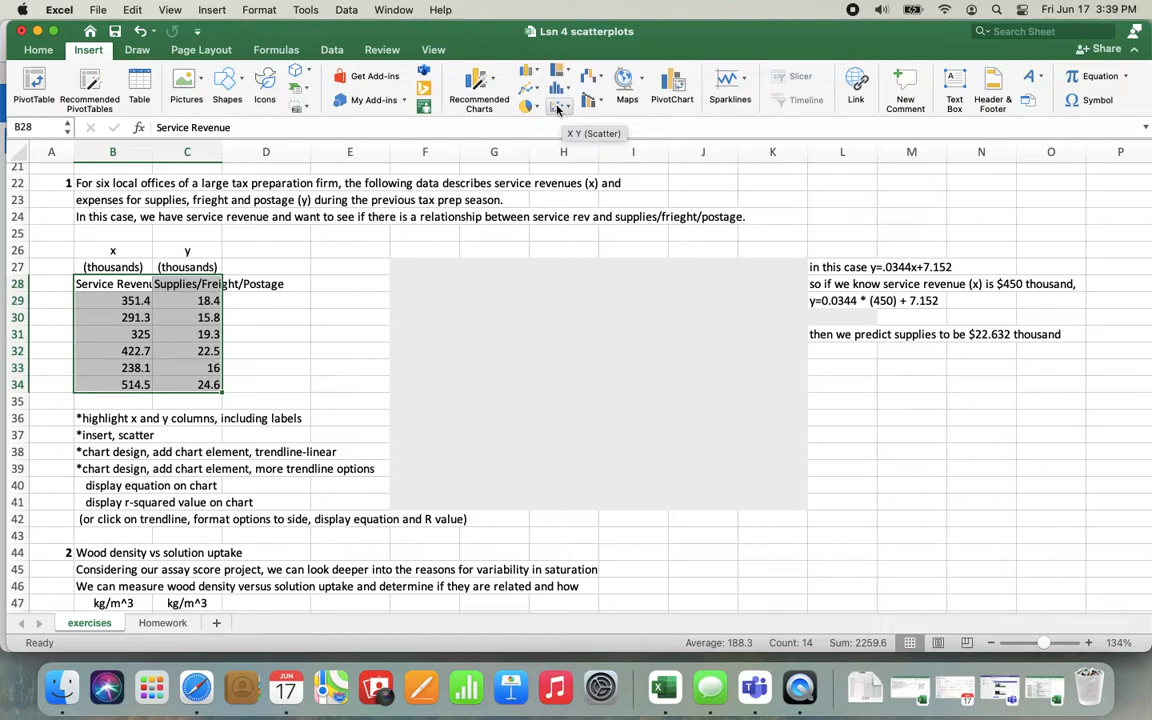 Excel File Edit View Insert Format Tools Data Window Help Fri Jun 17 3:39 PM
Lsn 4 scatterplots Search Sheet
Home Insert Draw Page Layout Formulas Data Review View Share
PivotTable Recommended PivotTables Table Pictures Shapes Icons Get Add-ins My Add-ins Recommended Charts Maps PivotChart Sparklines Slicer Timeline Link New Comment Text Box Header & Footer Equation Symbol
B28 fx Service Revenue
X Y (Scatter)
A B C D E F G H I J K L M N O P
21
22 1 For six local offices of a large tax preparation firm, the following data describes service revenues (x) and
23 expenses for supplies, frieght and postage (y) during the previous tax prep season.
24 In this case, we have service revenue and want to see if there is a relationship between service rev and supplies/frieght/postage.
25
26 x y
27 (thousands) (thousands) in this case y=.0344x+7.152
28 Service Revenu Supplies/Freight/Postage so if we know service revenue (x) is $450 thousand,
29 351.4 18.4 y=0.0344 * (450) + 7.152
30 291.3 15.8
31 325 19.3 then we predict supplies to be $22.632 thousand
32 422.7 22.5
33 238.1 16
34 514.5 24.6
35
36 *highlight x and y columns, including labels
37 *insert, scatter
38 *chart design, add chart element, trendline-linear
39 *chart design, add chart element, more trendline options
40 display equation on chart
41 display r-squared value on chart
42 (or click on trendline, format options to side, display equation and R value)
43
44 2 Wood density vs solution uptake
45 Considering our assay score project, we can look deeper into the reasons for variability in saturation
46 We can measure wood density versus solution uptake and determine if they are related and how
47 kg/m^3 kg/m^3
exercises Homework +
Ready Average: 188.3 Count: 14 Sum: 2259.6 134%
JUN
17